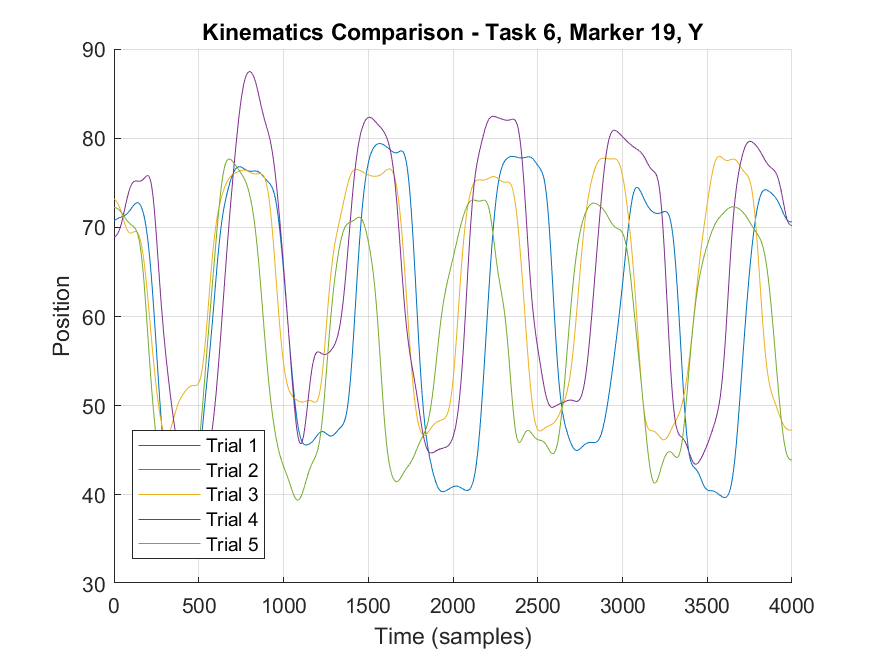 Kinematics Comparison - Task 6, Marker 19, Y
90
80
70
60
50
40
30
Position
Trial 1
Trial 2
Trial 3
Trial 4
Trial 5
0 500 1000 1500 2000 2500 3000 3500 4000
Time (samples)